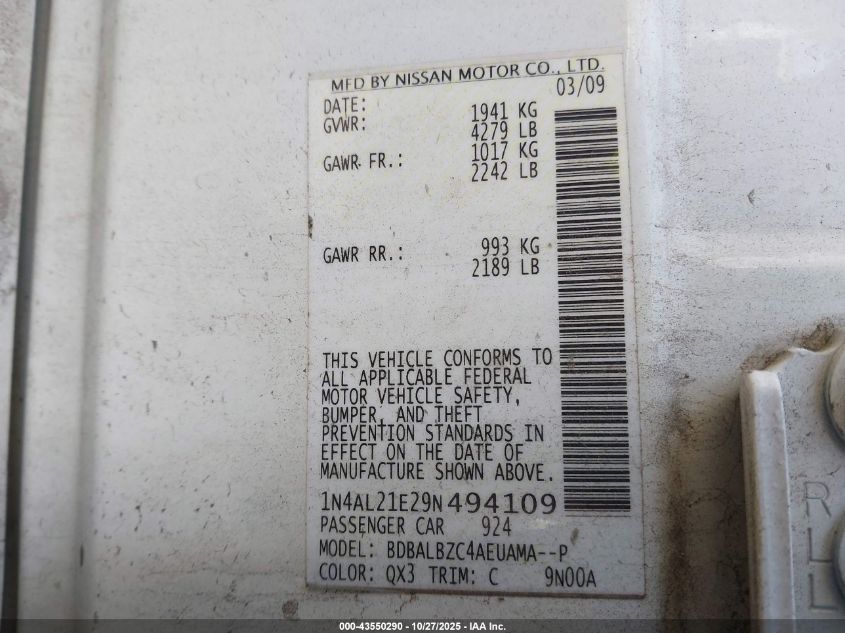 MFD BY NISSAN MOTOR CO., LTD.
DATE: 03/09
GVWR: 1941 KG
4279 LB
GAWR FR.: 1017 KG
2242 LB
GAWR RR.: 993 KG
2189 LB
THIS VEHICLE CONFORMS TO
ALL APPLICABLE FEDERAL
MOTOR VEHICLE SAFETY,
BUMPER, AND THEFT
PREVENTION STANDARDS IN
EFFECT ON THE DATE OF
MANUFACTURE SHOWN ABOVE.
1N4AL21E29N494109
PASSENGER CAR 924
MODEL: BDBALBZC4AEUAMA--P
COLOR: QX3 TRIM: C 9N00A
R
L
L
000-43550290 - 10/27/2025 - IAA Inc.